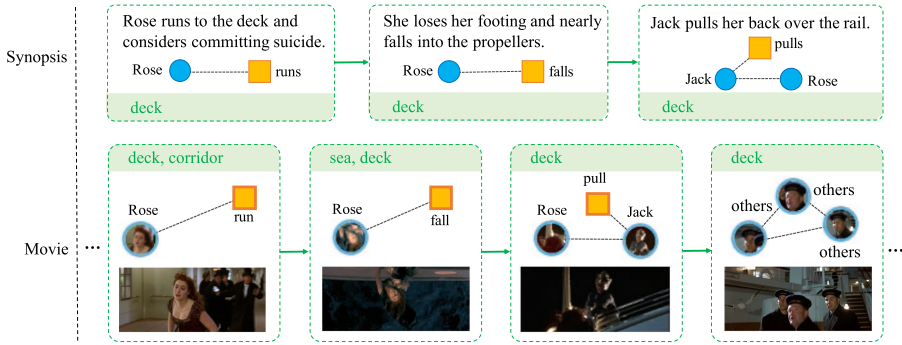 Synopsis
Rose runs to the deck and
considers committing suicide.
Rose
runs
deck
She loses her footing and nearly
falls into the propellers.
Rose
falls
deck
Jack pulls her back over the rail.
pulls
Jack
Rose
deck
Movie
...
deck, corridor
Rose
run
sea, deck
Rose
fall
deck
pull
Rose
Jack
deck
others
others
others
...